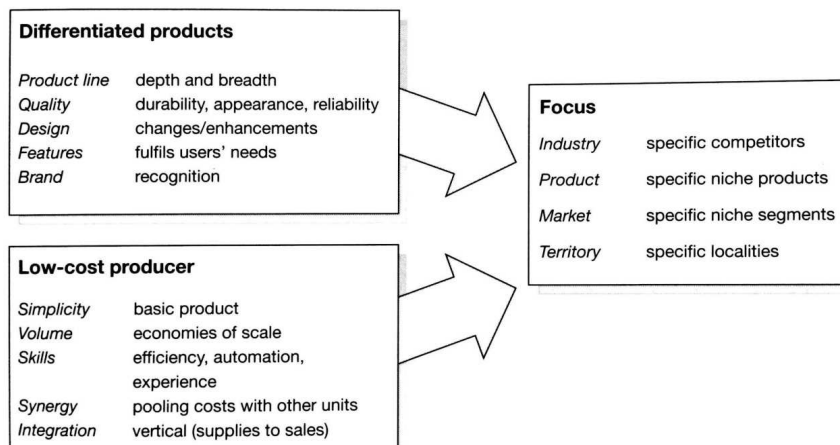 Differentiated products
Product line depth and breadth
Quality durability, appearance, reliability
Design changes/enhancements
Features fulfils users' needs
Brand recognition
Low-cost producer
Simplicity basic product
Volume economies of scale
Skills efficiency, automation,
experience
Synergy pooling costs with other units
Integration vertical (supplies to sales)
Focus
Industry specific competitors
Product specific niche products
Market specific niche segments
Territory specific localities